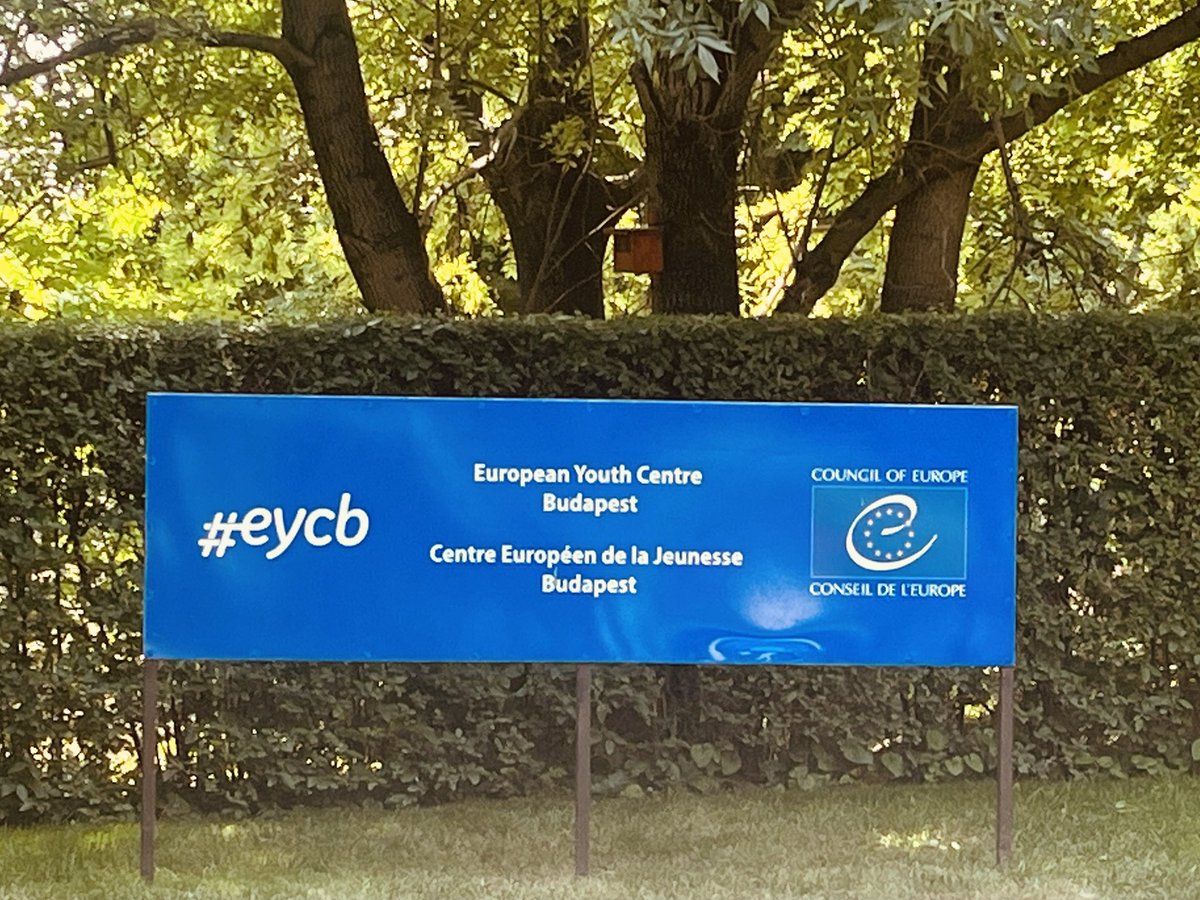 #eycb
European Youth Centre
Budapest
Centre Européen de la Jeunesse
Budapest
COUNCIL OF EUROPE
CONSEIL DE L'EUROPE